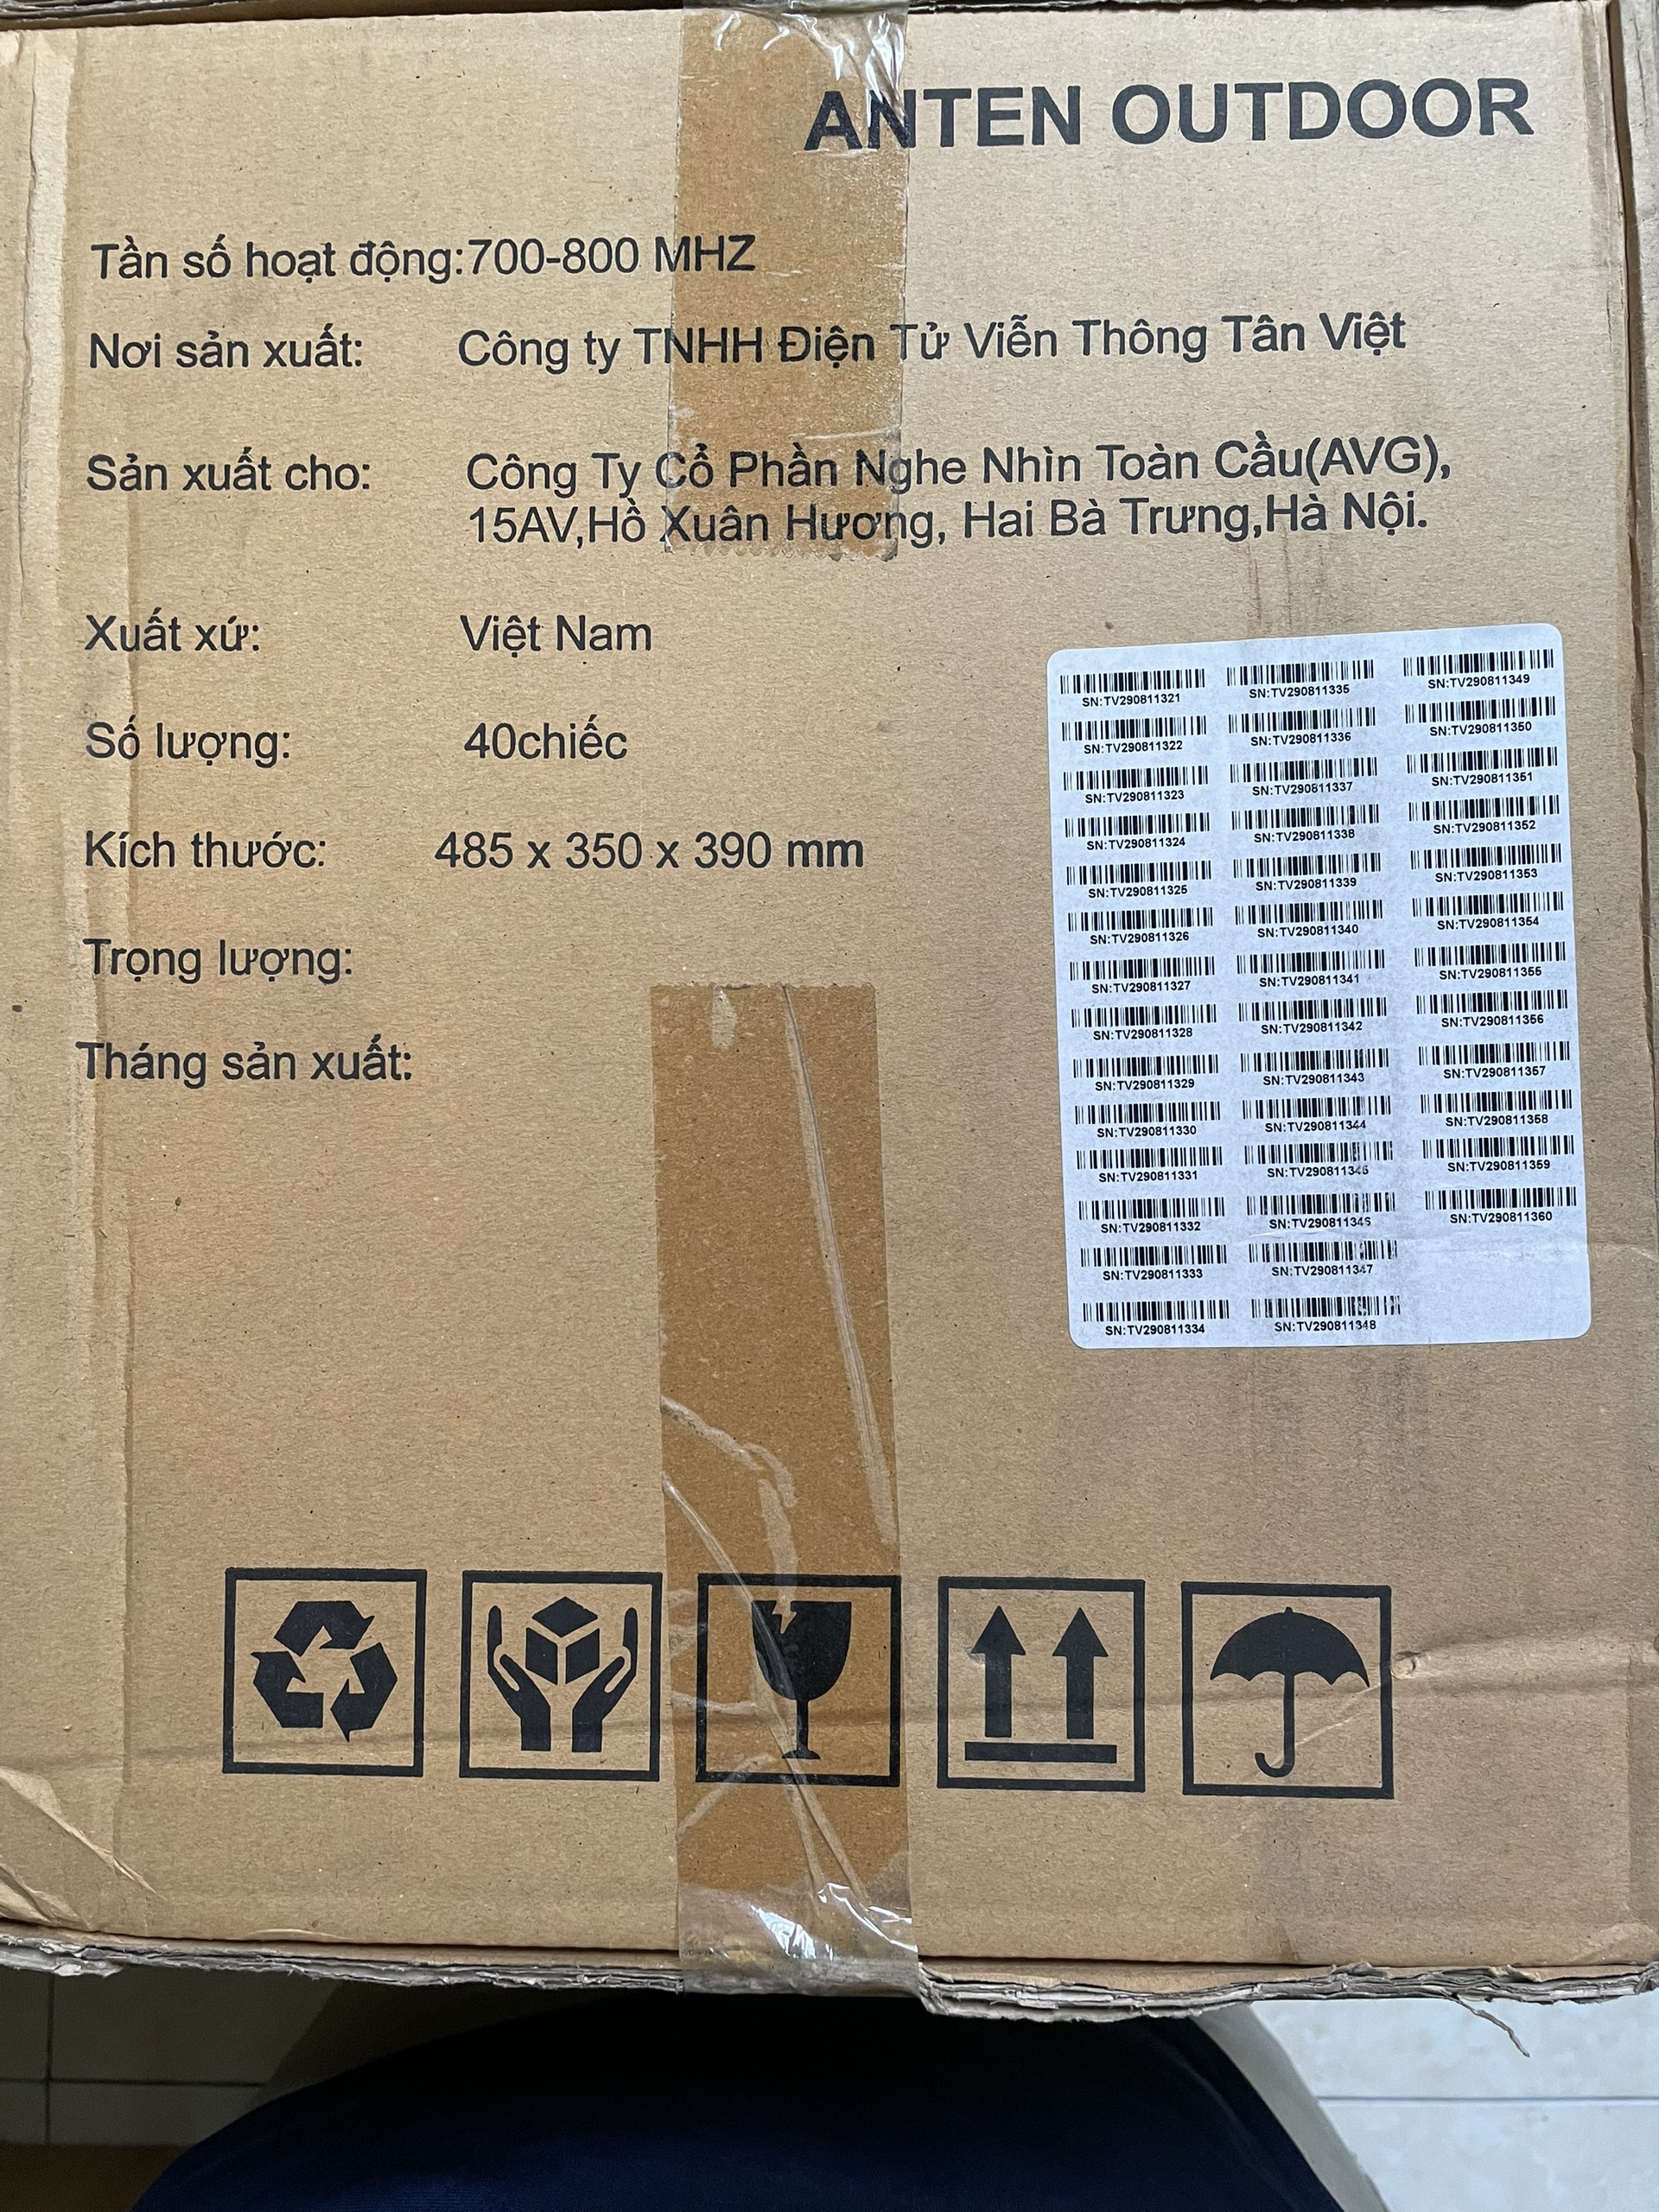 ANTEN OUTDOOR
Tần số hoạt động:700-800 MHZ
Nơi sản xuất: Công ty TNHH Điện Tử Viễn Thông Tân Việt
Sản xuất cho: Công Ty Cổ Phần Nghe Nhìn Toàn Cầu(AVG),
15AV,Hồ Xuân Hương, Hai Bà Trưng,Hà Nội.
Xuất xứ: Việt Nam
Số lượng: 40chiếc
Kích thước: 485 x 350 x 390 mm
Trọng lượng:
Tháng sản xuất:
SN:TV290811321
SN:TV290811322
SN:TV290811323
SN:TV290811324
SN:TV290811325
SN:TV290811326
SN:TV290811327
SN:TV290811328
SN:TV290811329
SN:TV290811330
SN:TV290811331
SN:TV290811332
SN:TV290811333
SN:TV290811334
SN:TV290811335
SN:TV290811336
SN:TV290811337
SN:TV290811338
SN:TV290811339
SN:TV290811340
SN:TV290811341
SN:TV290811342
SN:TV290811343
SN:TV290811344
SN:TV290811345
SN:TV290811346
SN:TV290811347
SN:TV290811348
SN:TV290811349
SN:TV290811350
SN:TV290811351
SN:TV290811352
SN:TV290811353
SN:TV290811354
SN:TV290811355
SN:TV290811356
SN:TV290811357
SN:TV290811358
SN:TV290811359
SN:TV290811360